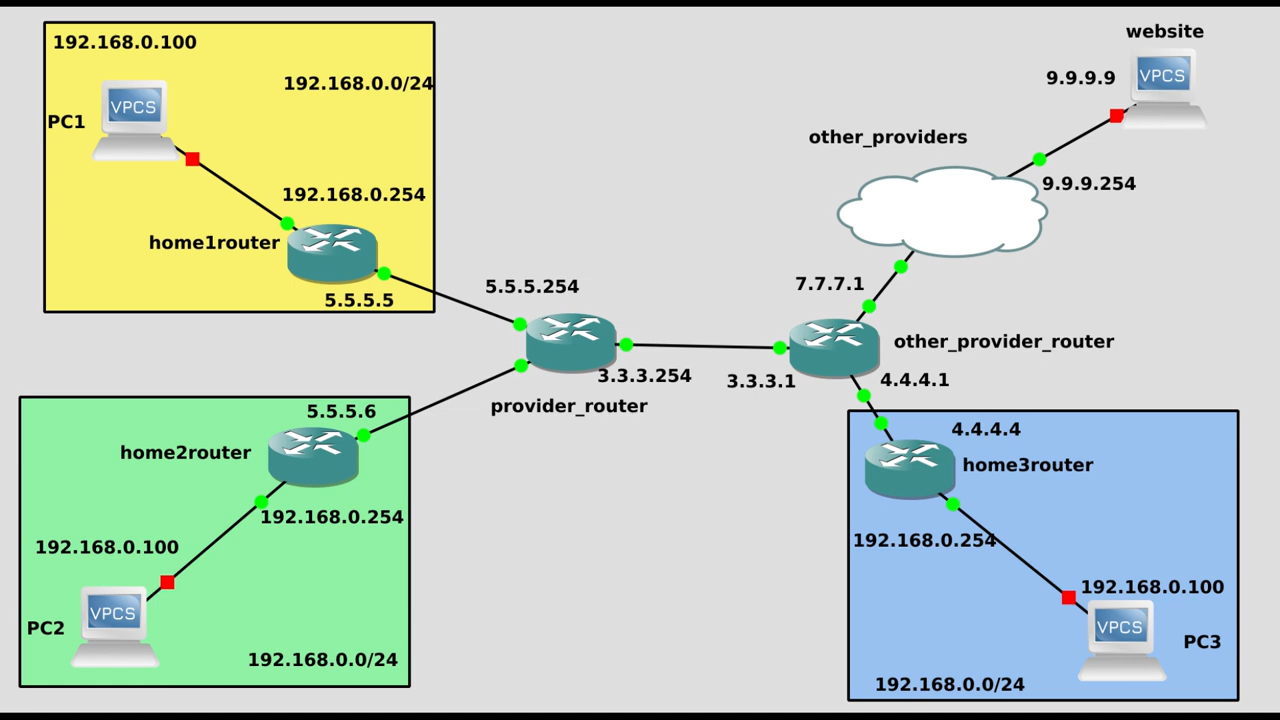 192.168.0.100
192.168.0.0/24
VPCS
PC1
192.168.0.254
home1router
5.5.5.5
website
9.9.9.9
VPCS
other_providers
9.9.9.254
7.7.7.1
5.5.5.254
other_provider_router
3.3.3.254
3.3.3.1
4.4.4.1
provider_router
5.5.5.6
home2router
192.168.0.254
192.168.0.100
VPCS
PC2
192.168.0.0/24
4.4.4.4
home3router
192.168.0.254
192.168.0.100
VPCS
PC3
192.168.0.0/24